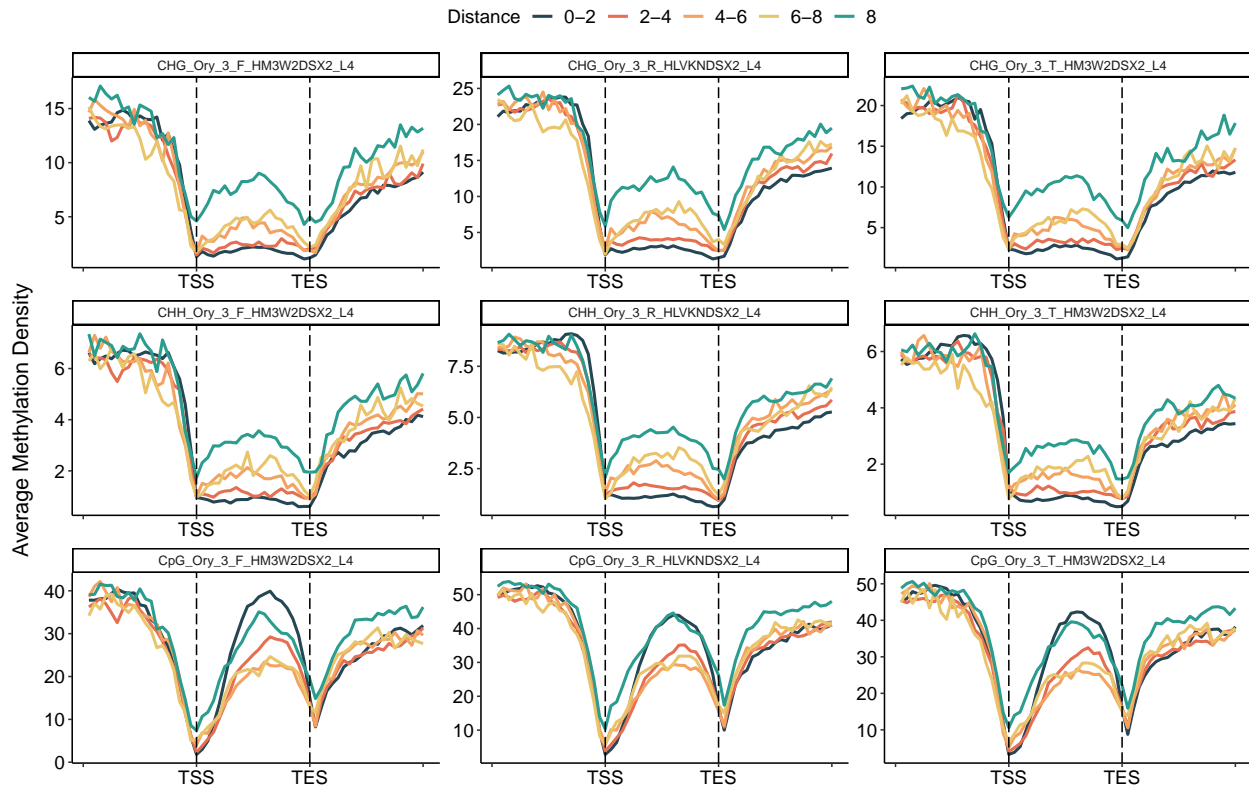 Distance 0−2 2−4 4−6 6−8 8
CHG_Ory_3_F_HM3W2DSX2_L4 CHG_Ory_3_R_HLVKNDSX2_L4 CHG_Ory_3_T_HM3W2DSX2_L4
15 25 20
10 20 15
5 15 10
10 5
5
TSS TES TSS TES TSS TES
Average Methylation Density
CHH_Ory_3_F_HM3W2DSX2_L4 CHH_Ory_3_R_HLVKNDSX2_L4 CHH_Ory_3_T_HM3W2DSX2_L4
6 7.5 6
4 5.0 4
2 2.5 2
TSS TES TSS TES TSS TES
CpG_Ory_3_F_HM3W2DSX2_L4 CpG_Ory_3_R_HLVKNDSX2_L4 CpG_Ory_3_T_HM3W2DSX2_L4
40 50 50
30 40 40
20 30 30
10 20 20
0 10 10
0
TSS TES TSS TES TSS TES